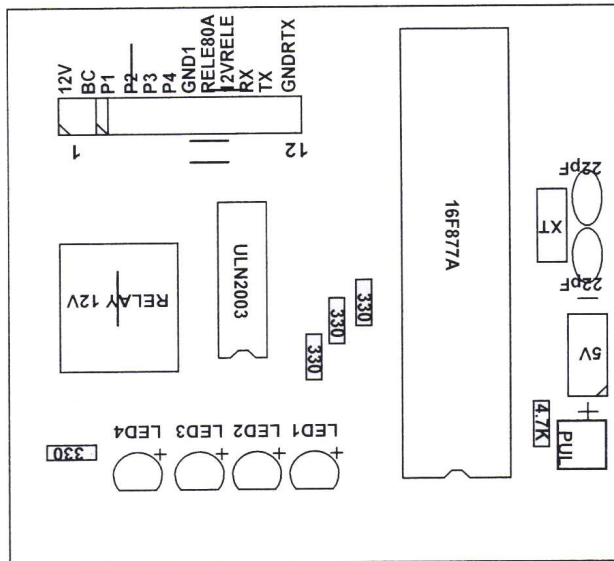 12V
BC
P1
P2
P3
P4
GND1
RELE80A
12VRELE
RX
TX
GNDRTX
1
12
22pF
XT
22pF
16F877A
ULN2003
RELAY 12V
330
330
330
5V
4.7K
PUL
LED4
LED3
LED2
LED1
330